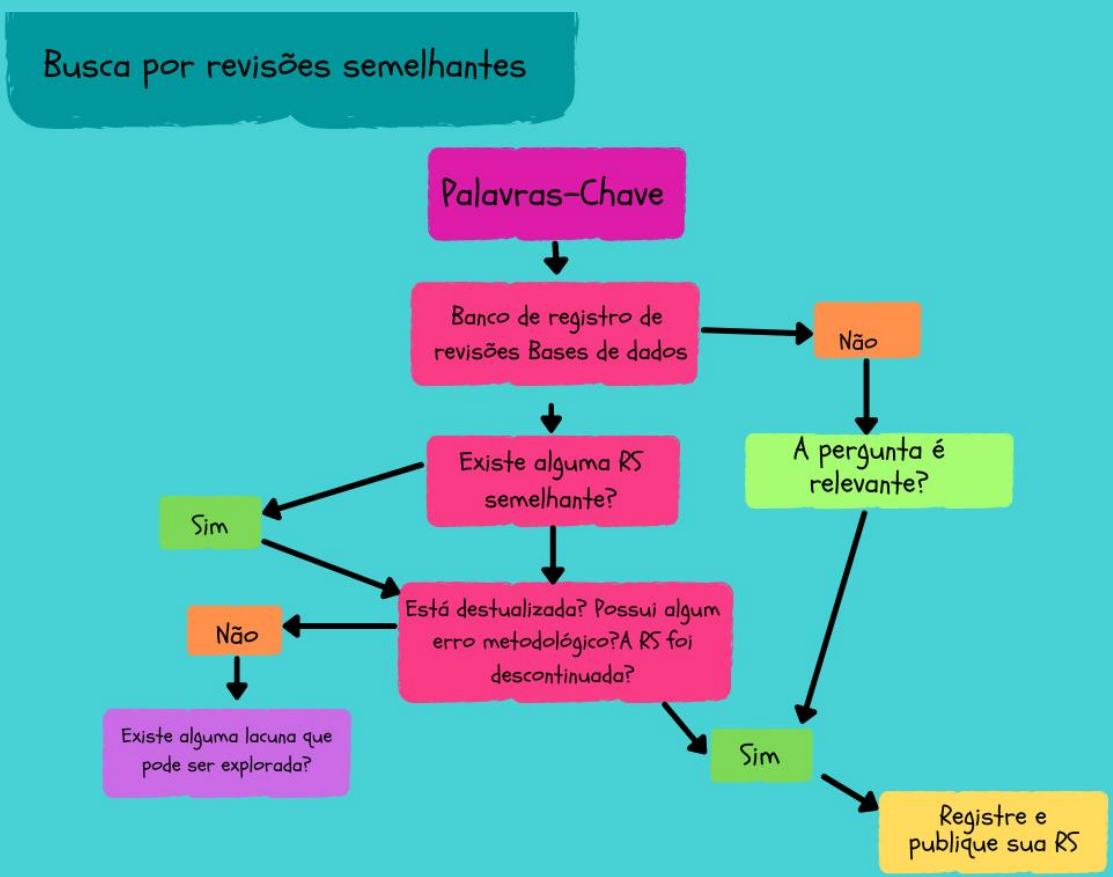 Busca por revisões semelhantes
Palavras-Chave
Banco de registro de
revisões Bases de dados
Não
Existe alguma RS
semelhante?
A pergunta é
relevante?
Sim
Está destualizada? Possui algum
erro metodológico?A RS foi
descontinuada?
Não
Existe alguma lacuna que
pode ser explorada?
Sim
Registre e
publique sua RS